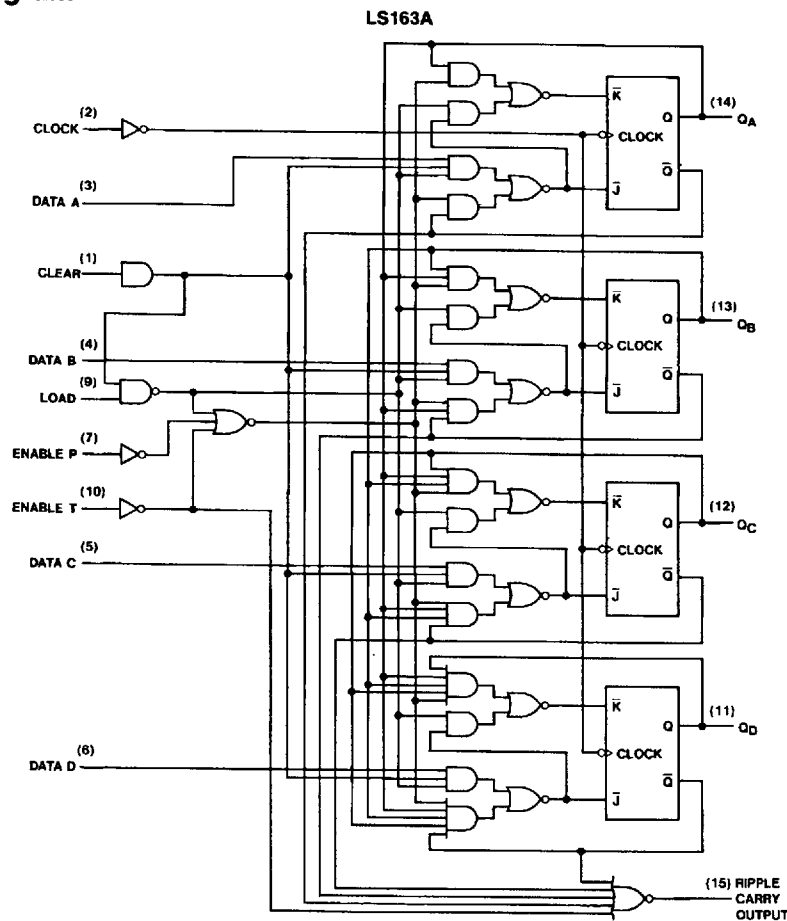 LS163A
(2)
CLOCK
(3)
DATA A
(1)
CLEAR
(4)
DATA B
(9)
LOAD
(7)
ENABLE P
(10)
ENABLE T
(5)
DATA C
(6)
DATA D
K̅
Q
(14)
QA
CLOCK
Q̅
J̅
K̅
Q
(13)
QB
CLOCK
Q̅
J̅
K̅
Q
(12)
QC
CLOCK
Q̅
J̅
K̅
Q
(11)
QD
CLOCK
Q̅
J̅
(15) RIPPLE
CARRY
OUTPUT